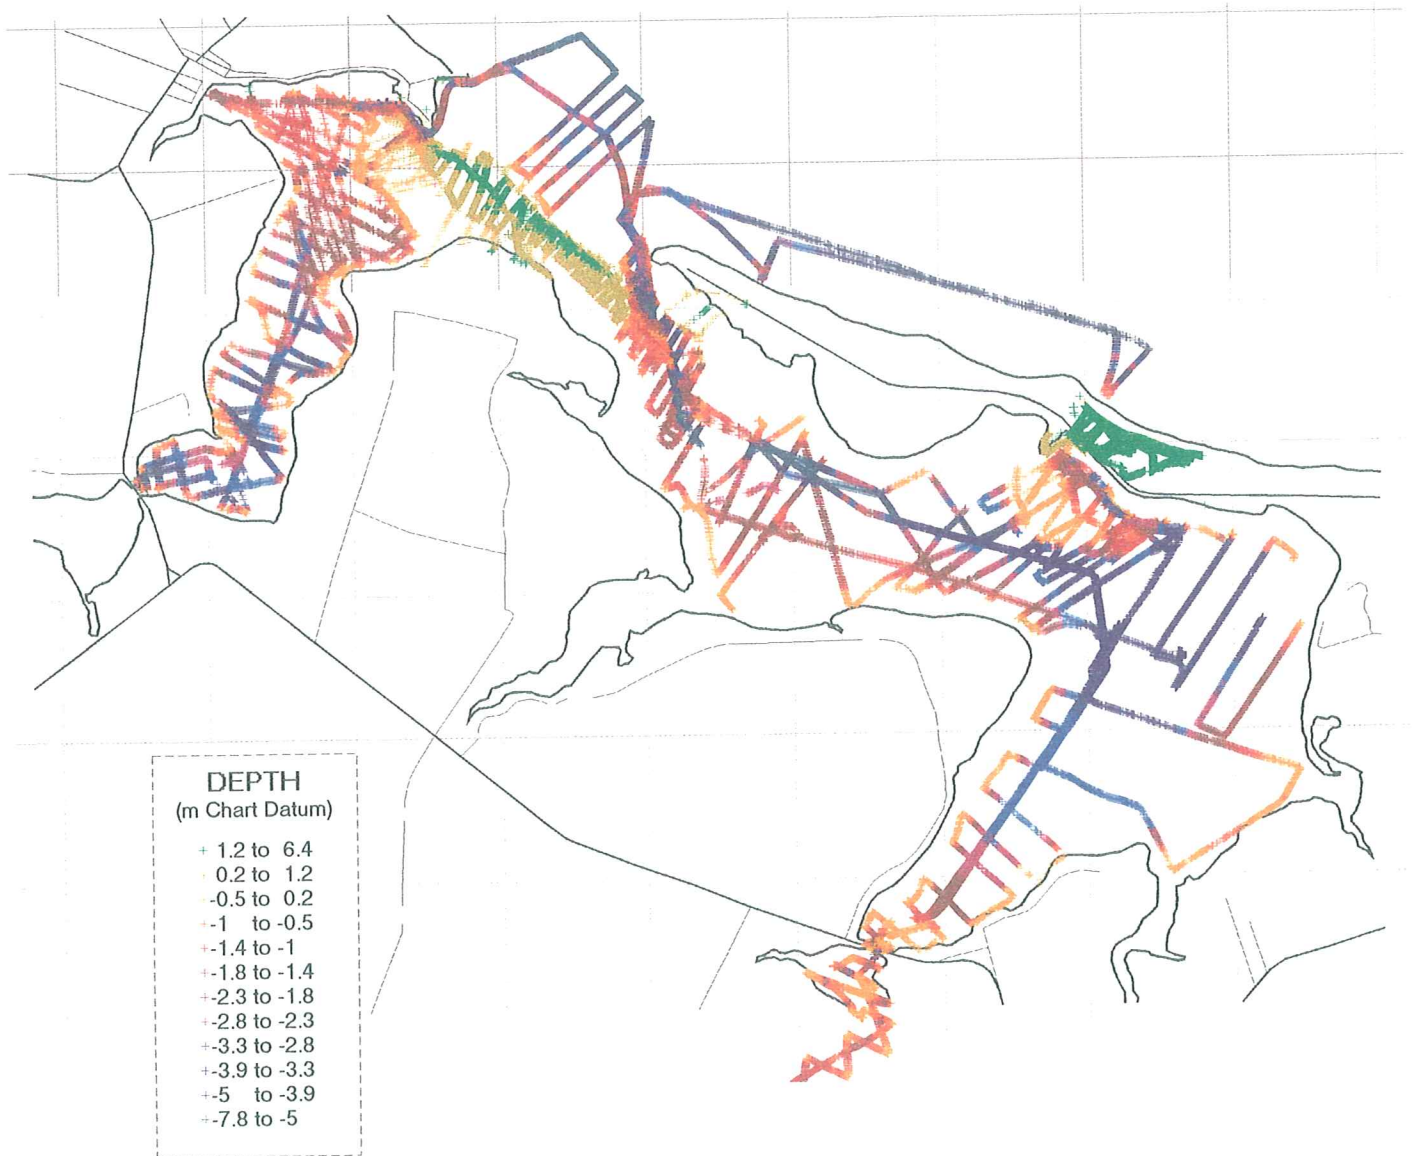 DEPTH
(m Chart Datum)
+ 1.2 to 6.4
0.2 to 1.2
-0.5 to 0.2
+-1 to -0.5
+-1.4 to -1
+-1.8 to -1.4
+-2.3 to -1.8
+-2.8 to -2.3
+-3.3 to -2.8
+-3.9 to -3.3
+-5 to -3.9
+-7.8 to -5